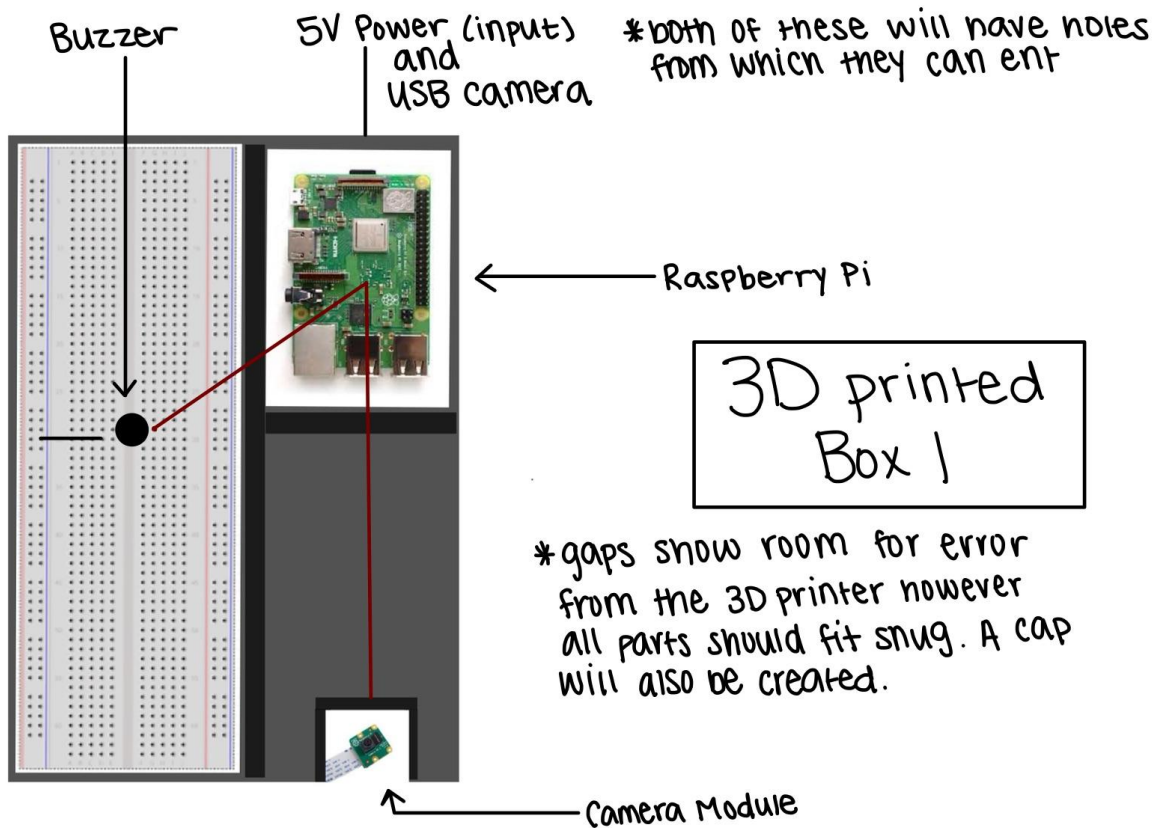 Buzzer
5V Power (input)
and
USB camera
*both of these will have holes
from which they can ent
Raspberry Pi
3D printed
Box 1
*gaps show room for error
from the 3D printer however
all parts should fit snug. A cap
will also be created.
Camera Module